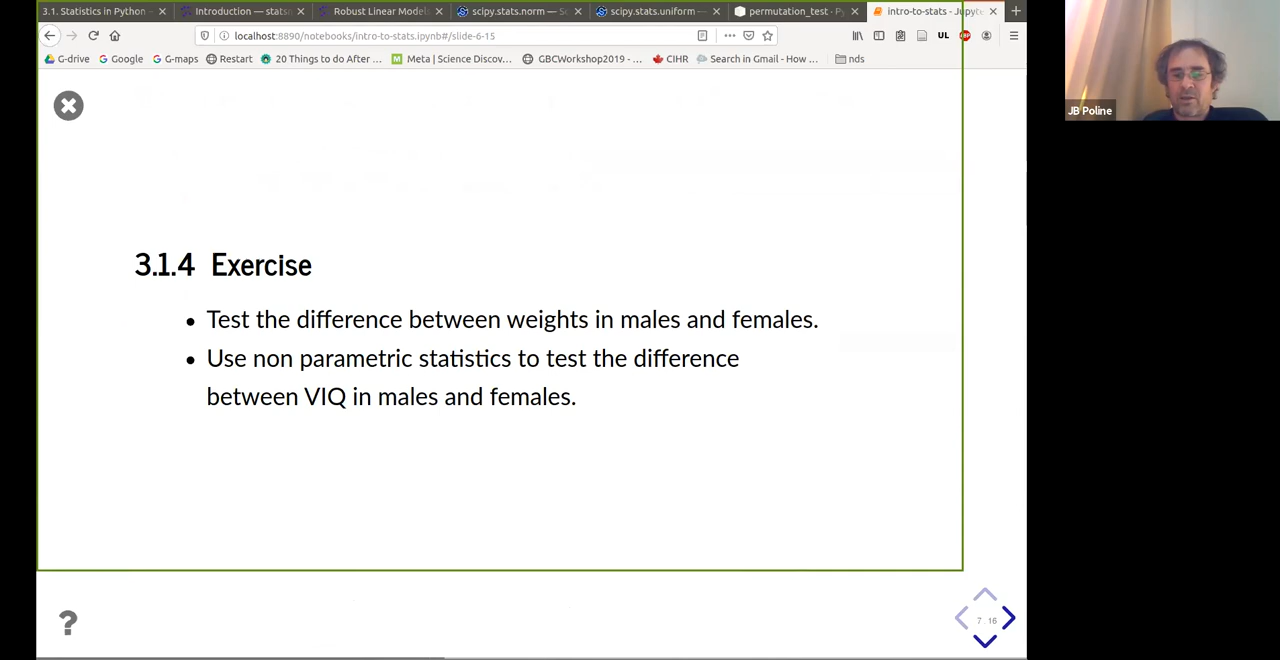 3.1. Statistics in Python
Introduction — stats
Robust Linear Model
scipy.stats.norm — S
scipy.stats.uniform —
permutation_test · Py
intro-to-stats - Jupyte
localhost:8890/notebooks/intro-to-stats.ipynb#/slide-6-15
UL
G-drive
Google
G-maps
Restart
20 Things to do After ...
Meta | Science Discov...
GBCWorkshop2019 - ...
CIHR
Search in Gmail - How ...
nds
JB Poline
3.1.4 Exercise
• Test the difference between weights in males and females.
• Use non parametric statistics to test the difference
between VIQ in males and females.
?
7 . 16